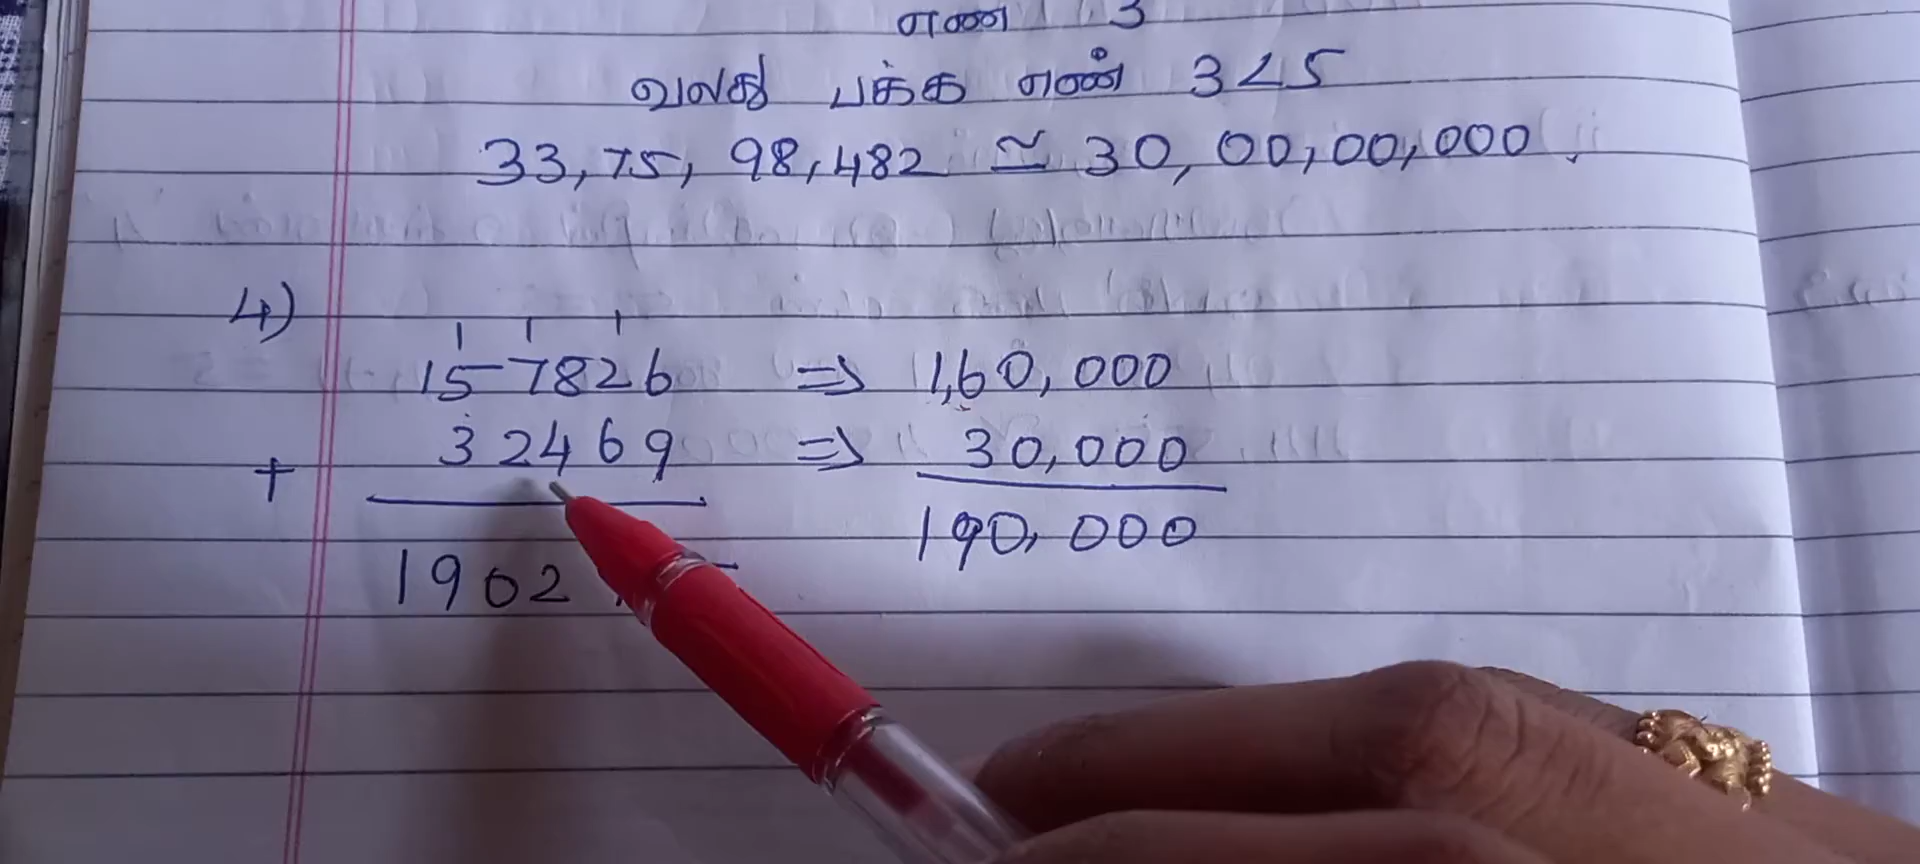 எண் 3
வலது பக்க எண் 3 < 5
33,75,98,482 ≃ 30,00,00,000.
4)
157826 => 1,60,000
+ 32469 => 30,000
1902 190,000